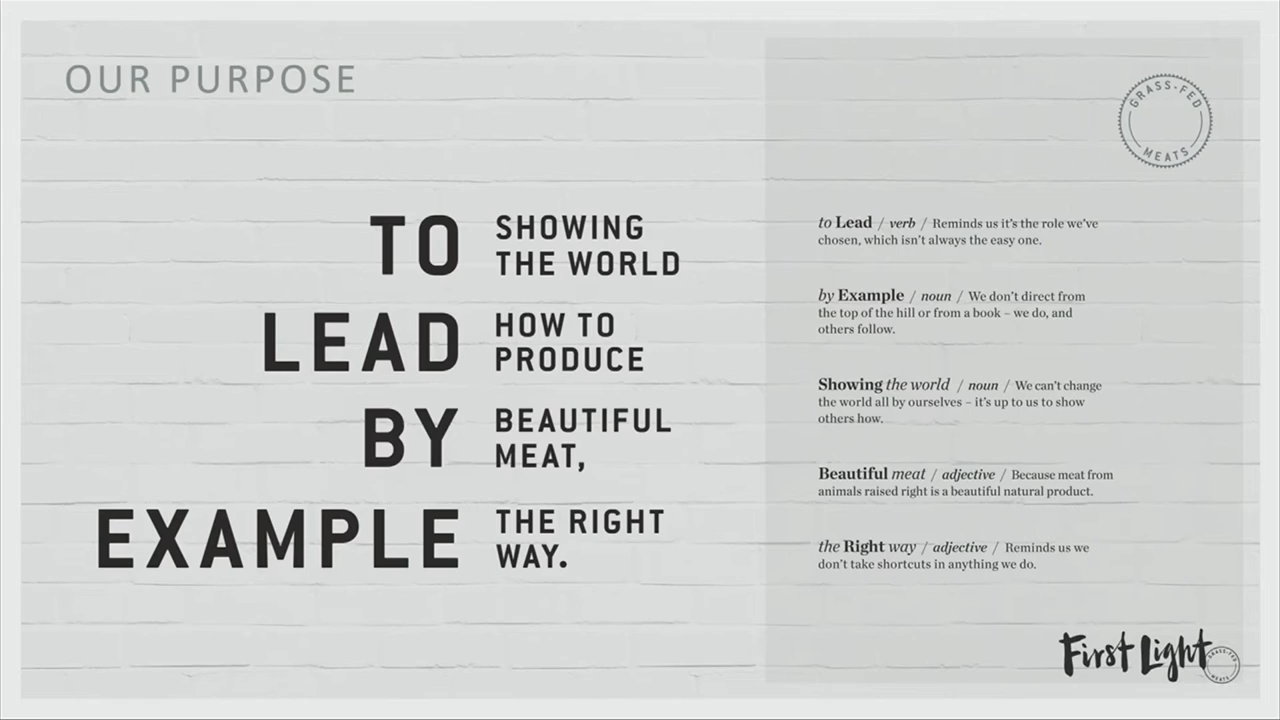 OUR PURPOSE
TO
LEAD
BY
EXAMPLE
SHOWING
THE WORLD
HOW TO
PRODUCE
BEAUTIFUL
MEAT,
THE RIGHT
WAY.
GRASS-FED
MEATS
to Lead / verb / Reminds us it's the role we've
chosen, which isn't always the easy one.
by Example / noun / We don't direct from
the top of the hill or from a book – we do, and
others follow.
Showing the world / noun / We can't change
the world all by ourselves – it's up to us to show
others how.
Beautiful meat / adjective / Because meat from
animals raised right is a beautiful natural product.
the Right way / adjective / Reminds us we
don't take shortcuts in anything we do.
First Light
GRASS-FED
MEATS